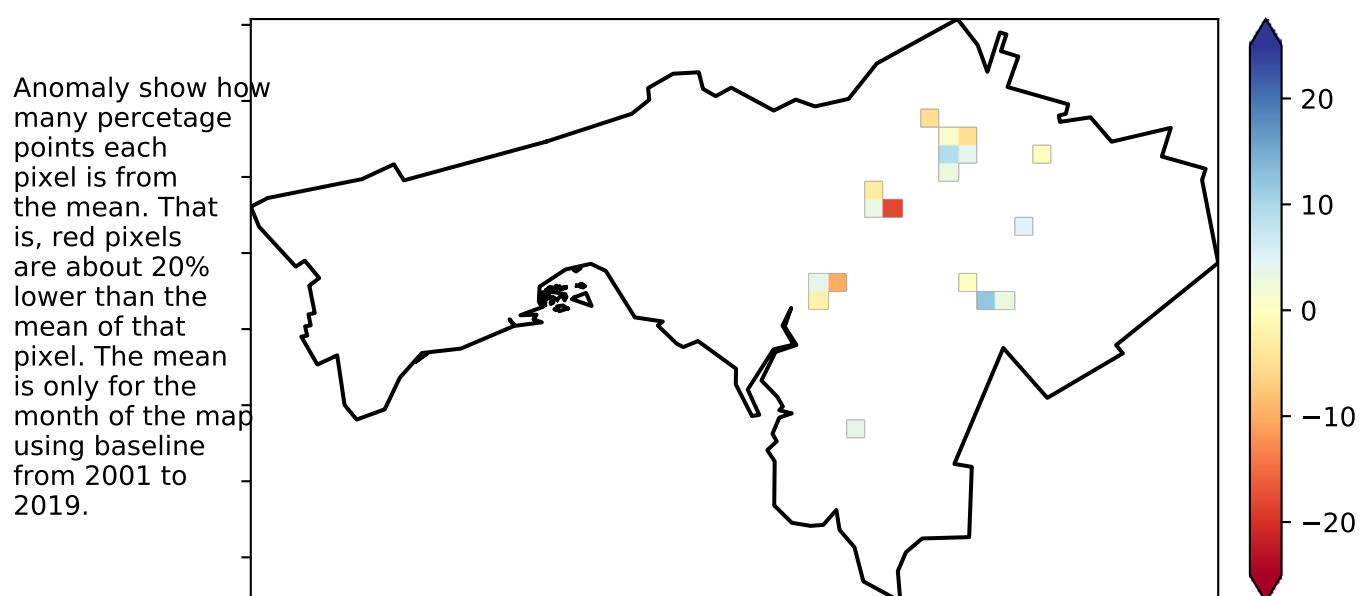 Anomaly show how
many percetage
points each
pixel is from
the mean. That
is, red pixels
are about 20%
lower than the
mean of that
pixel. The mean
is only for the
month of the map
using baseline
from 2001 to
2019.
20
10
0
−10
−20